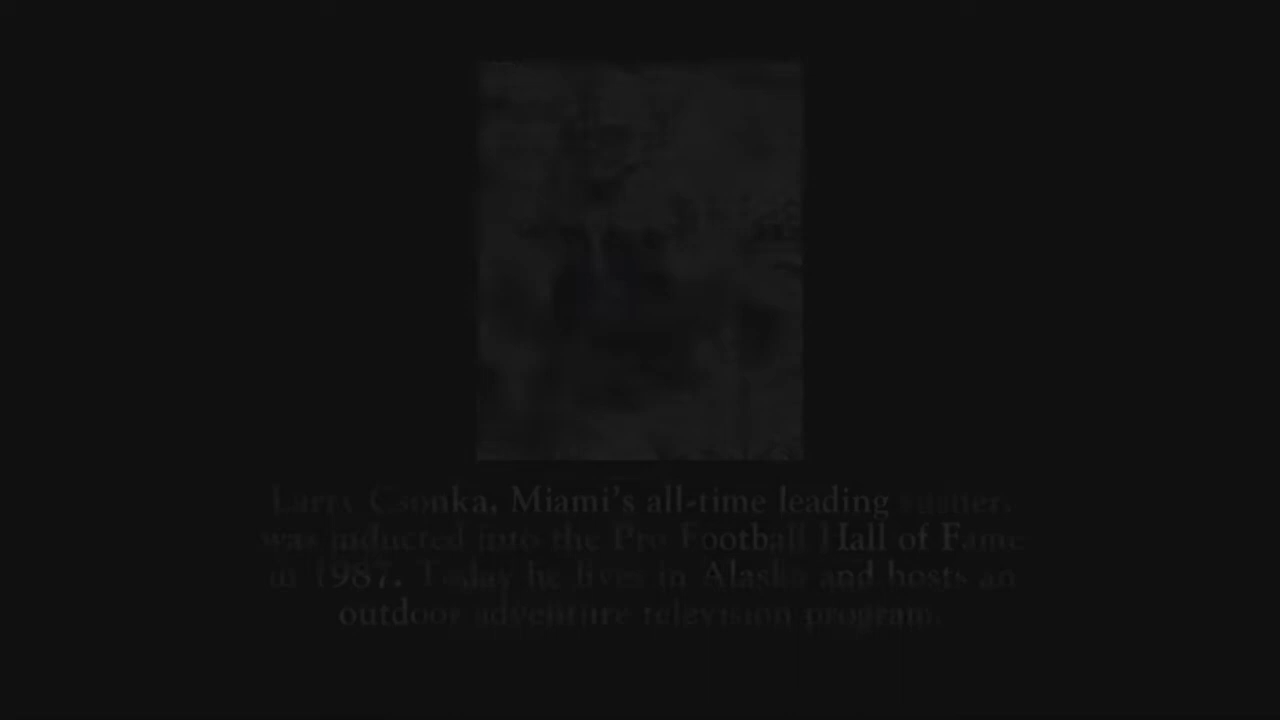 Larry Csonka, Miami's all-time leading rusher,
was inducted into the Pro Football Hall of Fame
in 1987. Today he lives in Alaska and hosts an
outdoor adventure television program.